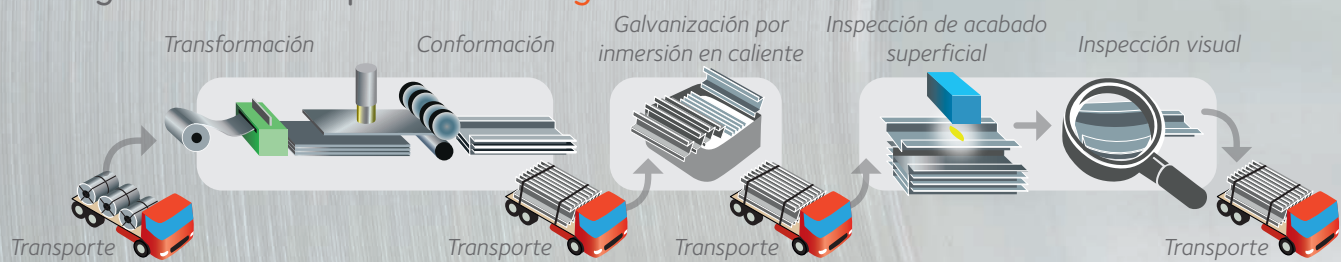 Transformación
Conformación
Galvanización por
inmersión en caliente
Inspección de acabado
superficial
Inspección visual
Transporte
Transporte
Transporte
Transporte